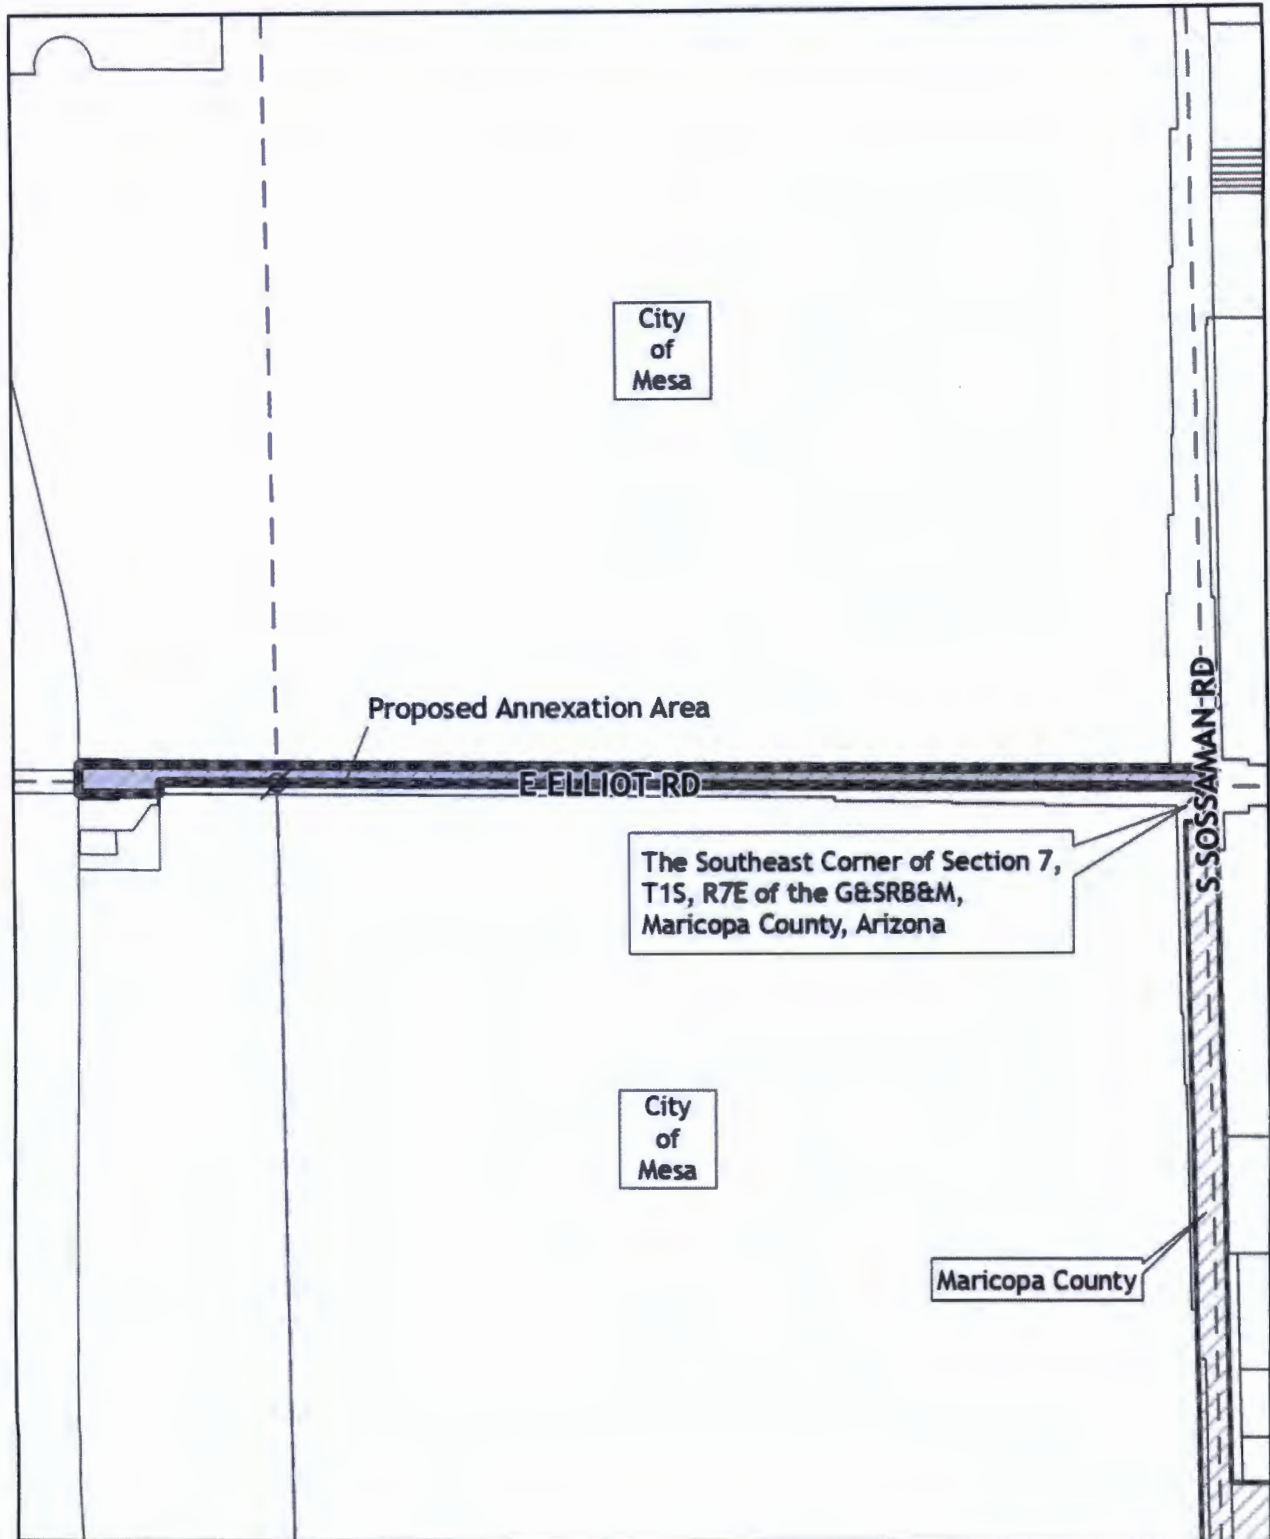 City
of
Mesa
Proposed Annexation Area
E ELLIOT RD
S SOSSAMAN RD
The Southeast Corner of Section 7,
T1S, R7E of the G&SRB&M,
Maricopa County, Arizona
City
of
Mesa
Maricopa County